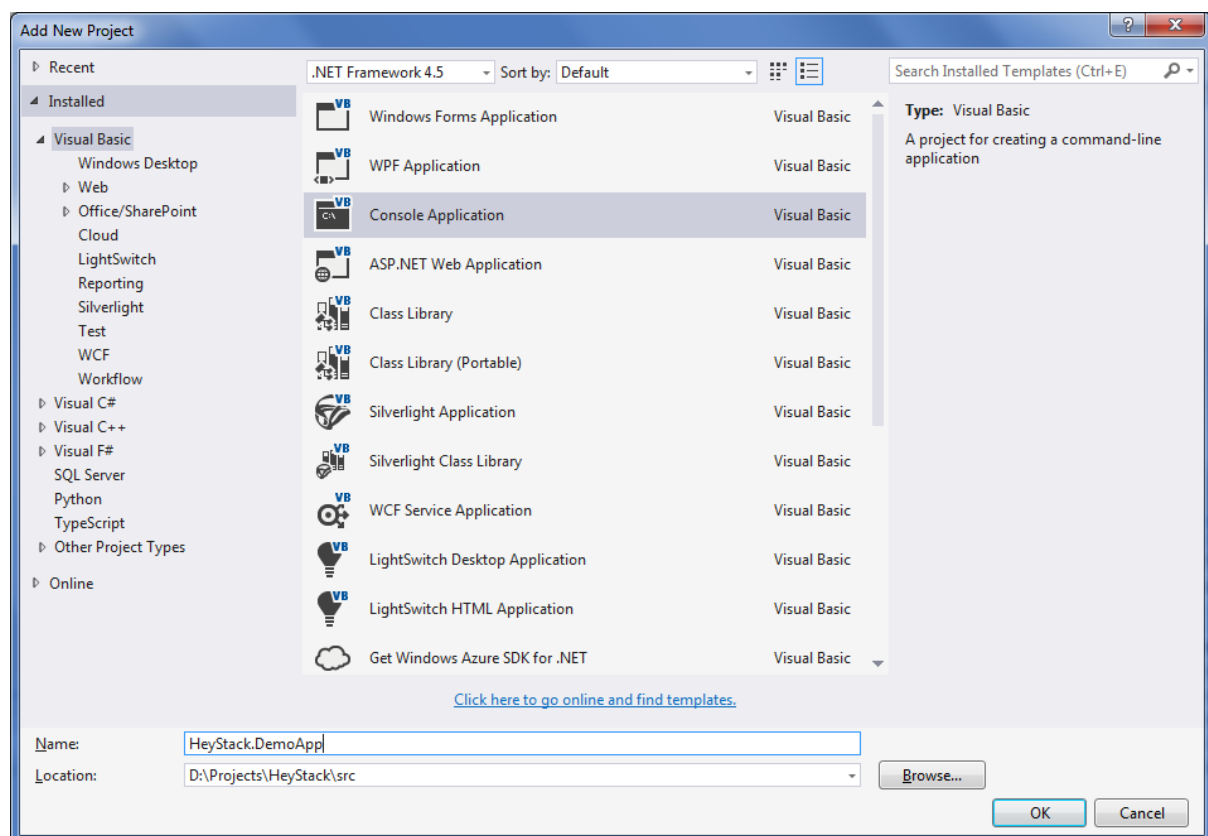 Add New Project
Recent
Installed
Visual Basic
Windows Desktop
Web
Office/SharePoint
Cloud
LightSwitch
Reporting
Silverlight
Test
WCF
Workflow
Visual C#
Visual C++
Visual F#
SQL Server
Python
TypeScript
Other Project Types
Online
.NET Framework 4.5 Sort by: Default
Windows Forms Application Visual Basic
WPF Application Visual Basic
Console Application Visual Basic
ASP.NET Web Application Visual Basic
Class Library Visual Basic
Class Library (Portable) Visual Basic
Silverlight Application Visual Basic
Silverlight Class Library Visual Basic
WCF Service Application Visual Basic
LightSwitch Desktop Application Visual Basic
LightSwitch HTML Application Visual Basic
Get Windows Azure SDK for .NET Visual Basic
Click here to go online and find templates.
Search Installed Templates (Ctrl+E)
Type: Visual Basic
A project for creating a command-line
application
Name: HeyStack.DemoApp
Location: D:\Projects\HeyStack\src Browse...
OK Cancel